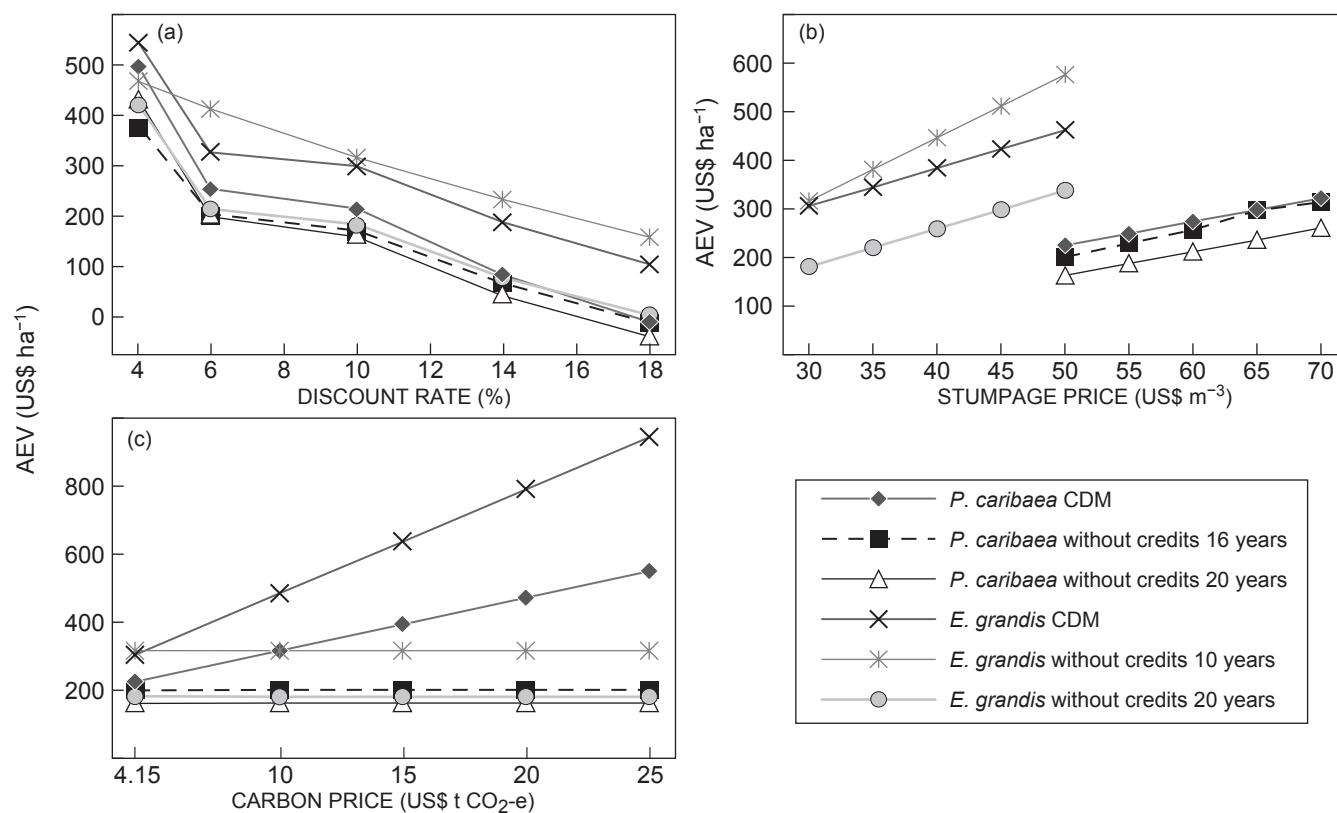 (a)
500
400
300
200
100
0
4 6 8 10 12 14 16 18
DISCOUNT RATE (%)
AEV (US$ ha⁻¹)
(b)
600
500
400
300
200
100
30 35 40 45 50 55 60 65 70
STUMPAGE PRICE (US$ m⁻³)
AEV (US$ ha⁻¹)
(c)
800
600
400
200
4.15 10 15 20 25
CARBON PRICE (US$ t CO₂-e)
P. caribaea CDM
P. caribaea without credits 16 years
P. caribaea without credits 20 years
E. grandis CDM
E. grandis without credits 10 years
E. grandis without credits 20 years